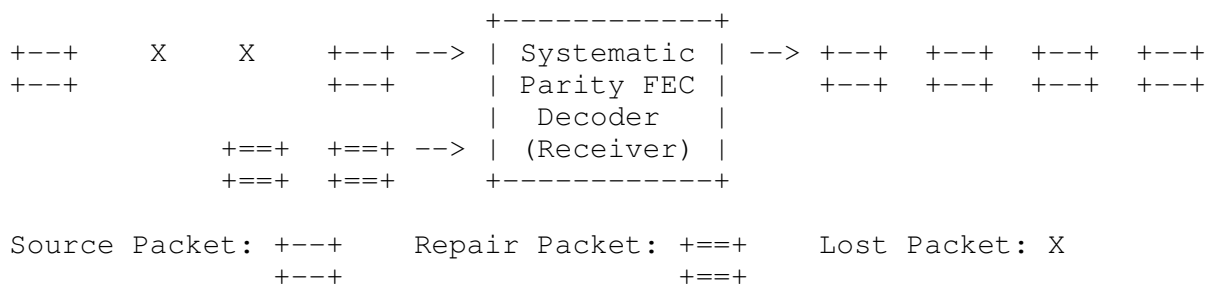 +------------+
+--+    X    X    +--+ --> | Systematic | --> +--+  +--+  +--+  +--+
+--+              +--+     | Parity FEC |     +--+  +--+  +--+  +--+
                            |  Decoder   |
            +==+  +==+ --> | (Receiver) |
            +==+  +==+     +------------+
Source Packet: +--+    Repair Packet: +==+    Lost Packet: X
               +--+                   +==+